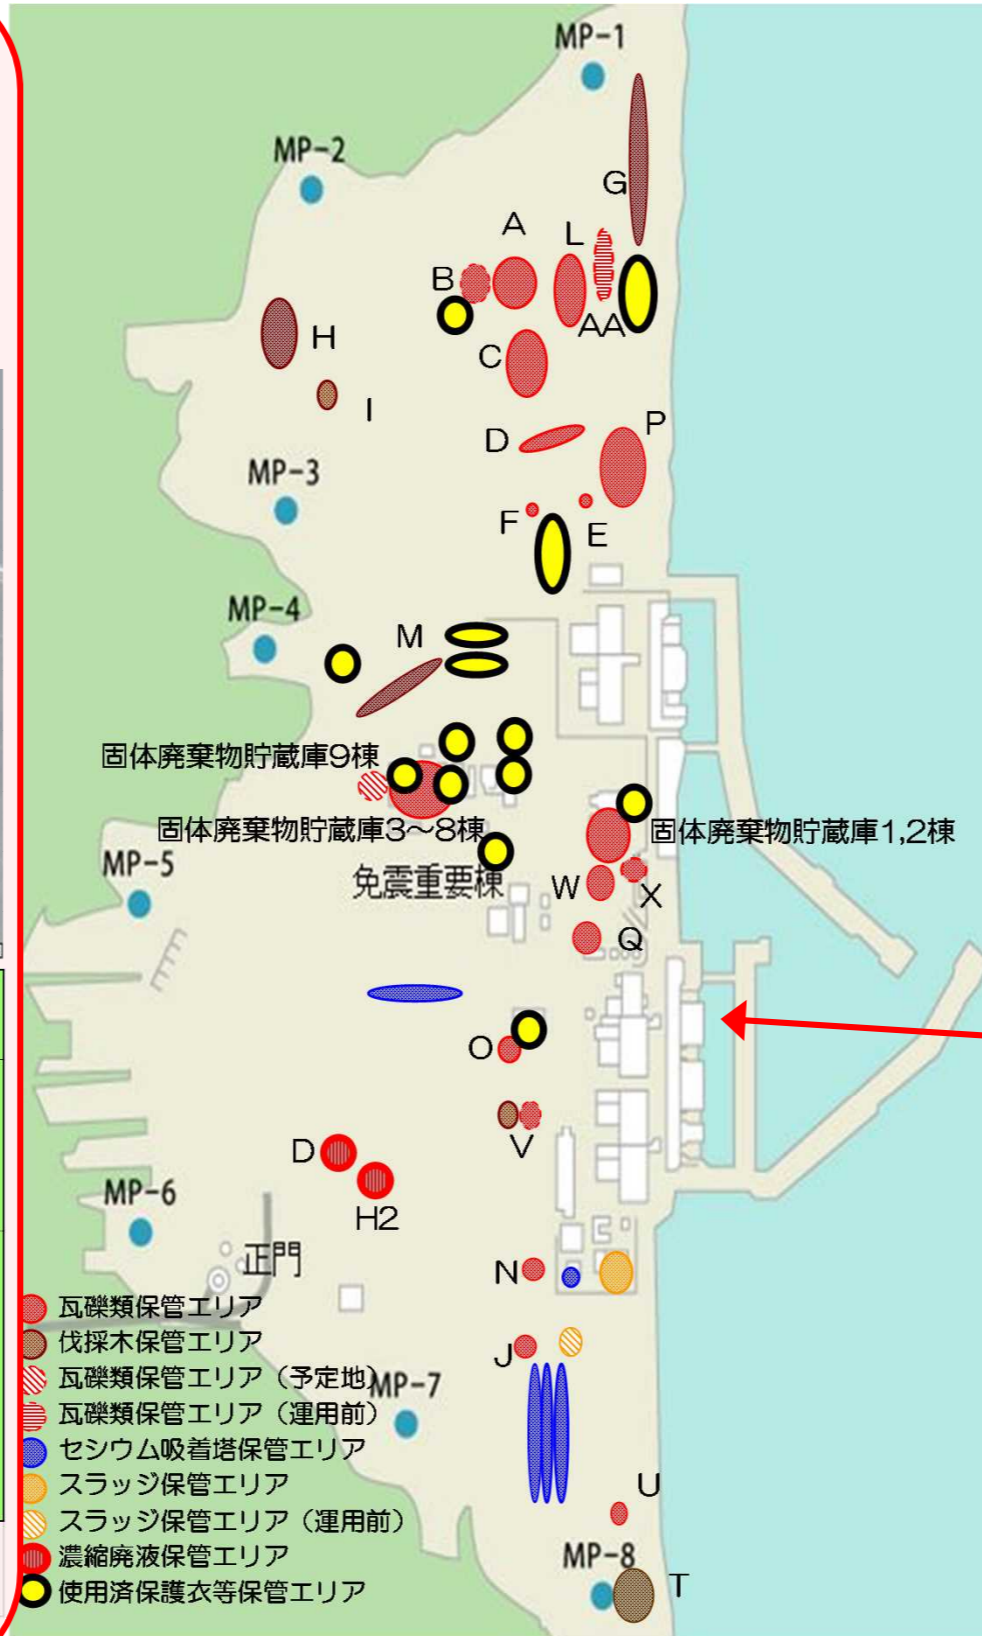 MP-1
MP-2
G
A
L
B
AA
H
C
I
D
P
MP-3
F
E
MP-4
M
固体廃棄物貯蔵庫9棟
固体廃棄物貯蔵庫3〜8棟
固体廃棄物貯蔵庫1,2棟
MP-5
免震重要棟
W
X
Q
O
V
D
H2
MP-6
正門
N
瓦礫類保管エリア
伐採木保管エリア
J
瓦礫類保管エリア（予定地）
MP-7
瓦礫類保管エリア（運用前）
セシウム吸着塔保管エリア
スラッジ保管エリア
U
スラッジ保管エリア（運用前）
濃縮廃液保管エリア
MP-8
使用済保護衣等保管エリア
T